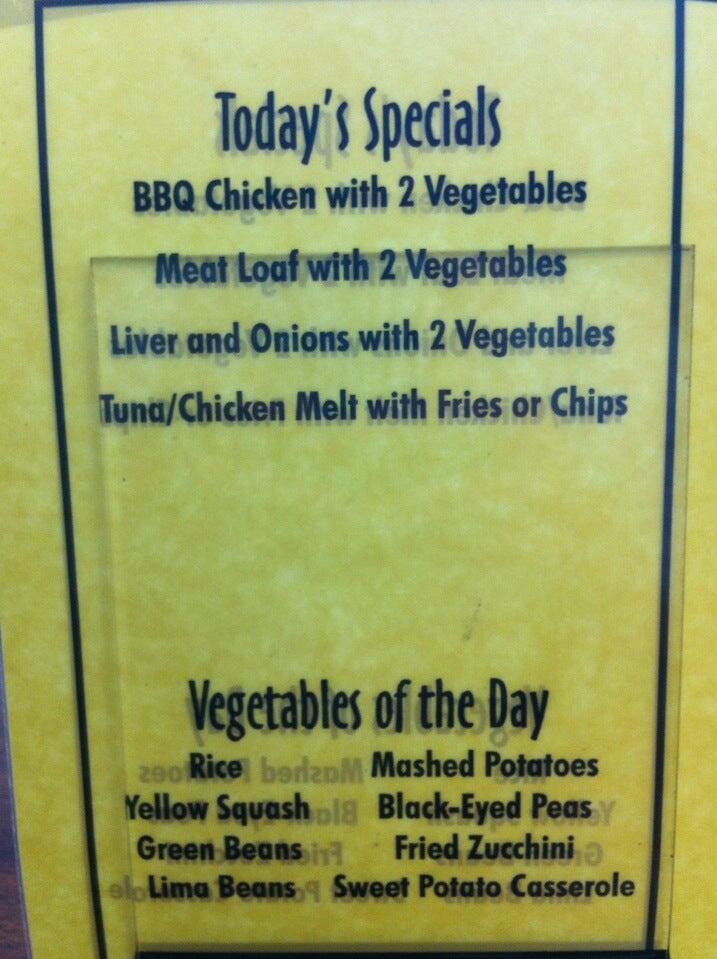 Today's Specials
BBQ Chicken with 2 Vegetables
Meat Loaf with 2 Vegetables
Liver and Onions with 2 Vegetables
Tuna/Chicken Melt with Fries or Chips
Vegetables of the Day
Rice Mashed Potatoes
Yellow Squash Black-Eyed Peas
Green Beans Fried Zucchini
Lima Beans Sweet Potato Casserole